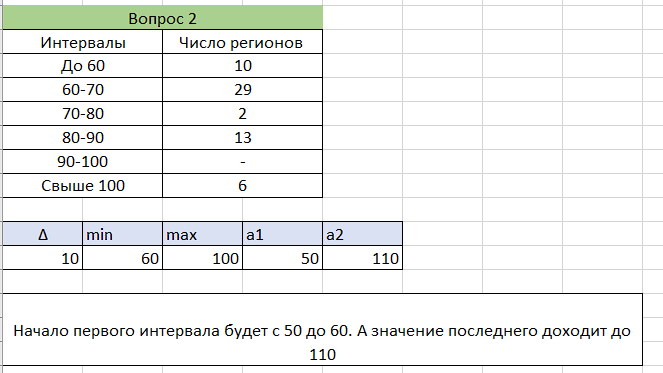 Вопрос 2
Интервалы Число регионов
До 60 10
60-70 29
70-80 2
80-90 13
90-100 -
Свыше 100 6
Δ min max a1 a2
10 60 100 50 110
Начало первого интервала будет с 50 до 60. А значение последнего доходит до
110